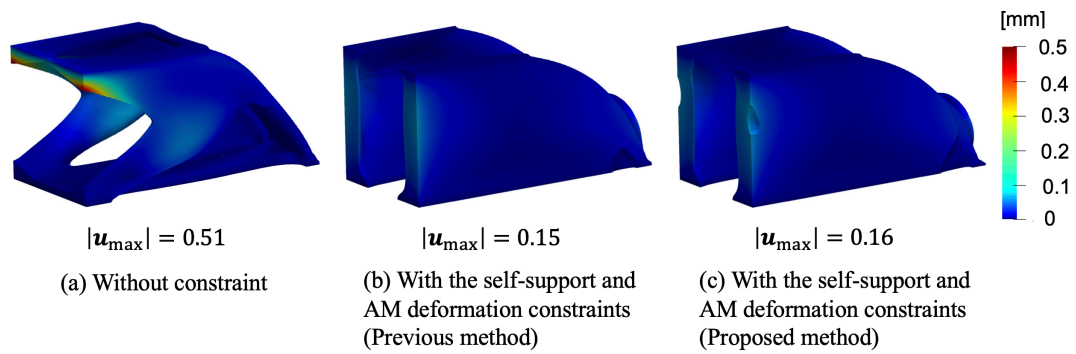 [mm]
0.5
0.4
0.3
0.2
0.1
0
|𝒖max| = 0.51
|𝒖max| = 0.15
|𝒖max| = 0.16
(a) Without constraint
(b) With the self-support and
AM deformation constraints
(Previous method)
(c) With the self-support and
AM deformation constraints
(Proposed method)